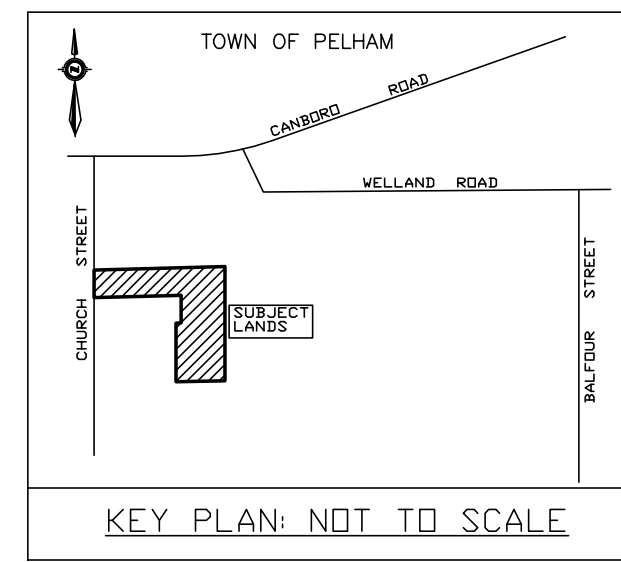 TOWN OF PELHAM
N
CANBORO ROAD
WELLAND ROAD
CHURCH STREET
SUBJECT
LANDS
BALFOUR STREET
KEY PLAN: NOT TO SCALE